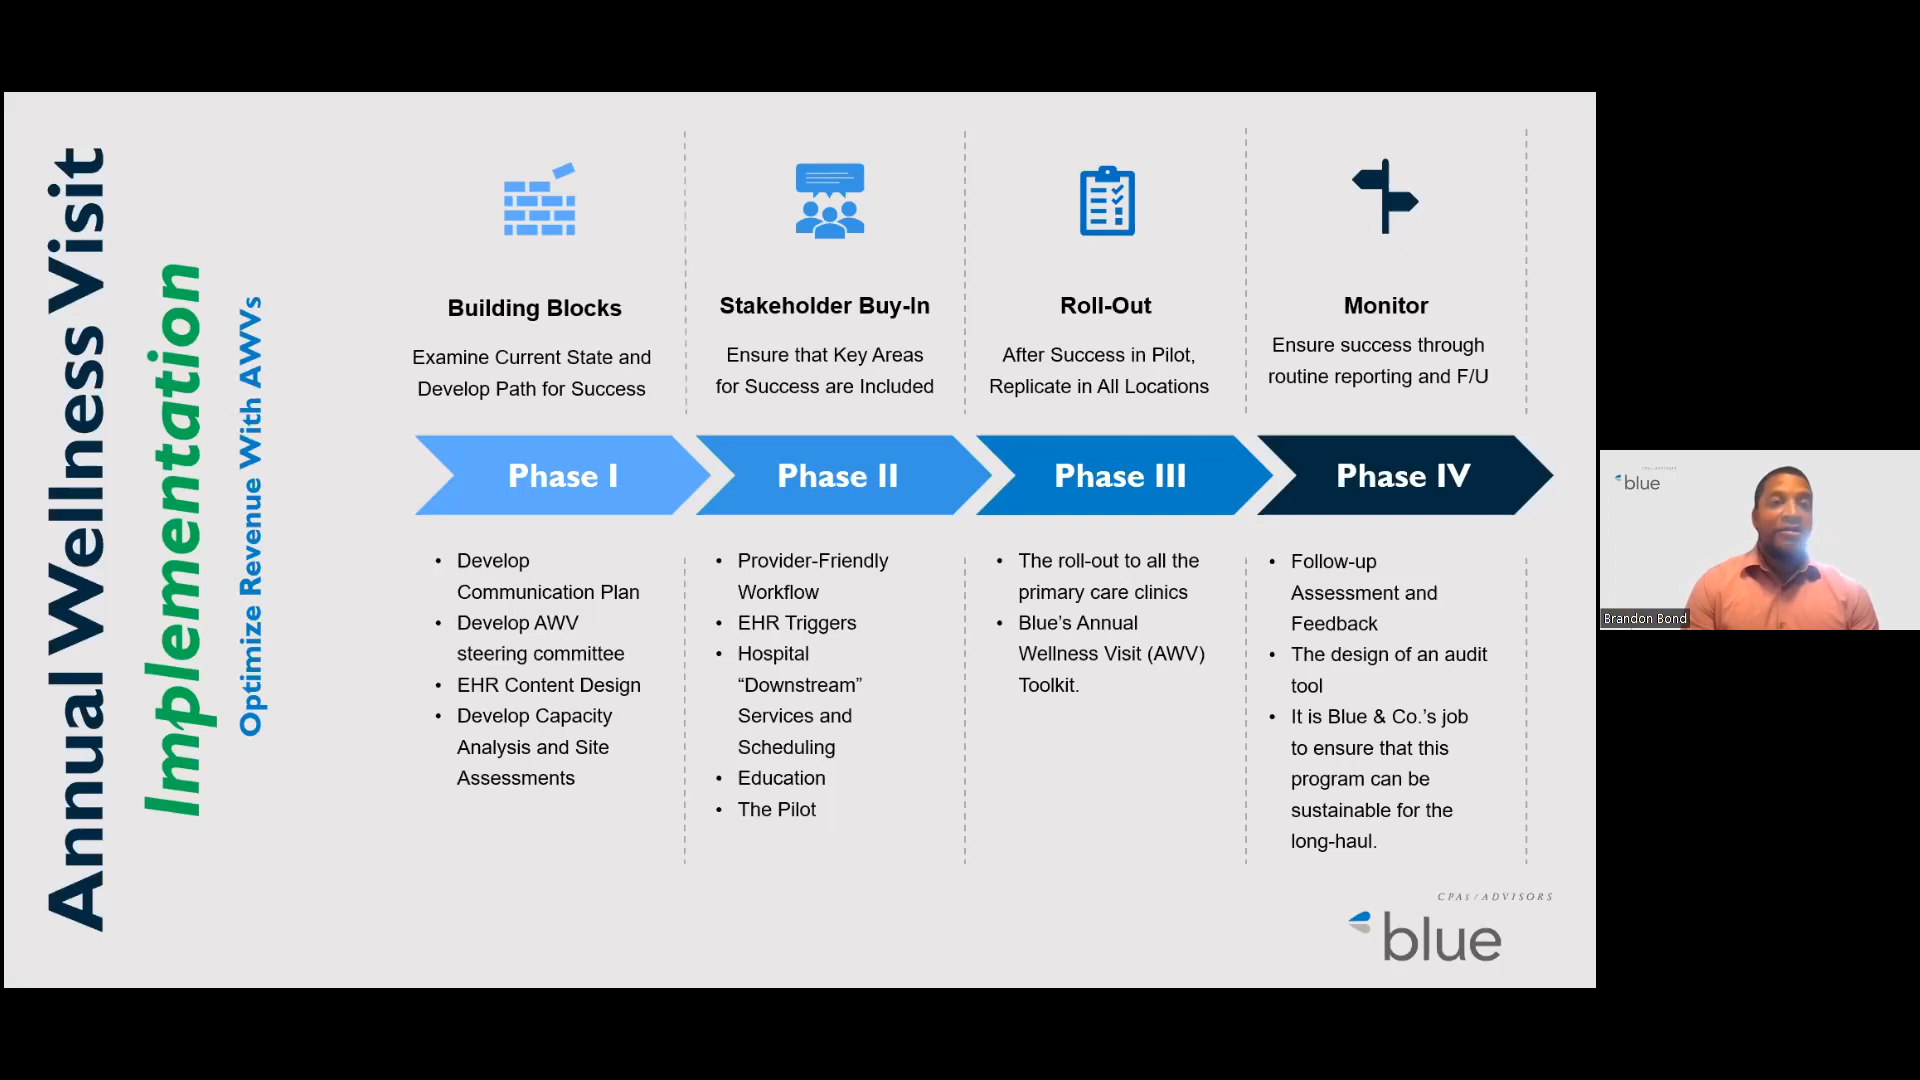 Annual Wellness Visit
Implementation
Optimize Revenue With AWVs
Building Blocks
Examine Current State and
Develop Path for Success
Phase I
• Develop
Communication Plan
• Develop AWV
steering committee
• EHR Content Design
• Develop Capacity
Analysis and Site
Assessments
Stakeholder Buy-In
Ensure that Key Areas
for Success are Included
Phase II
• Provider-Friendly
Workflow
• EHR Triggers
• Hospital
“Downstream”
Services and
Scheduling
• Education
• The Pilot
Roll-Out
After Success in Pilot,
Replicate in All Locations
Phase III
• The roll-out to all the
primary care clinics
• Blue’s Annual
Wellness Visit (AWV)
Toolkit.
Monitor
Ensure success through
routine reporting and F/U
Phase IV
• Follow-up
Assessment and
Feedback
• The design of an audit
tool
• It is Blue & Co.’s job
to ensure that this
program can be
sustainable for the
long-haul.
CPAs/ADVISORS
blue
blue
Brandon Bond